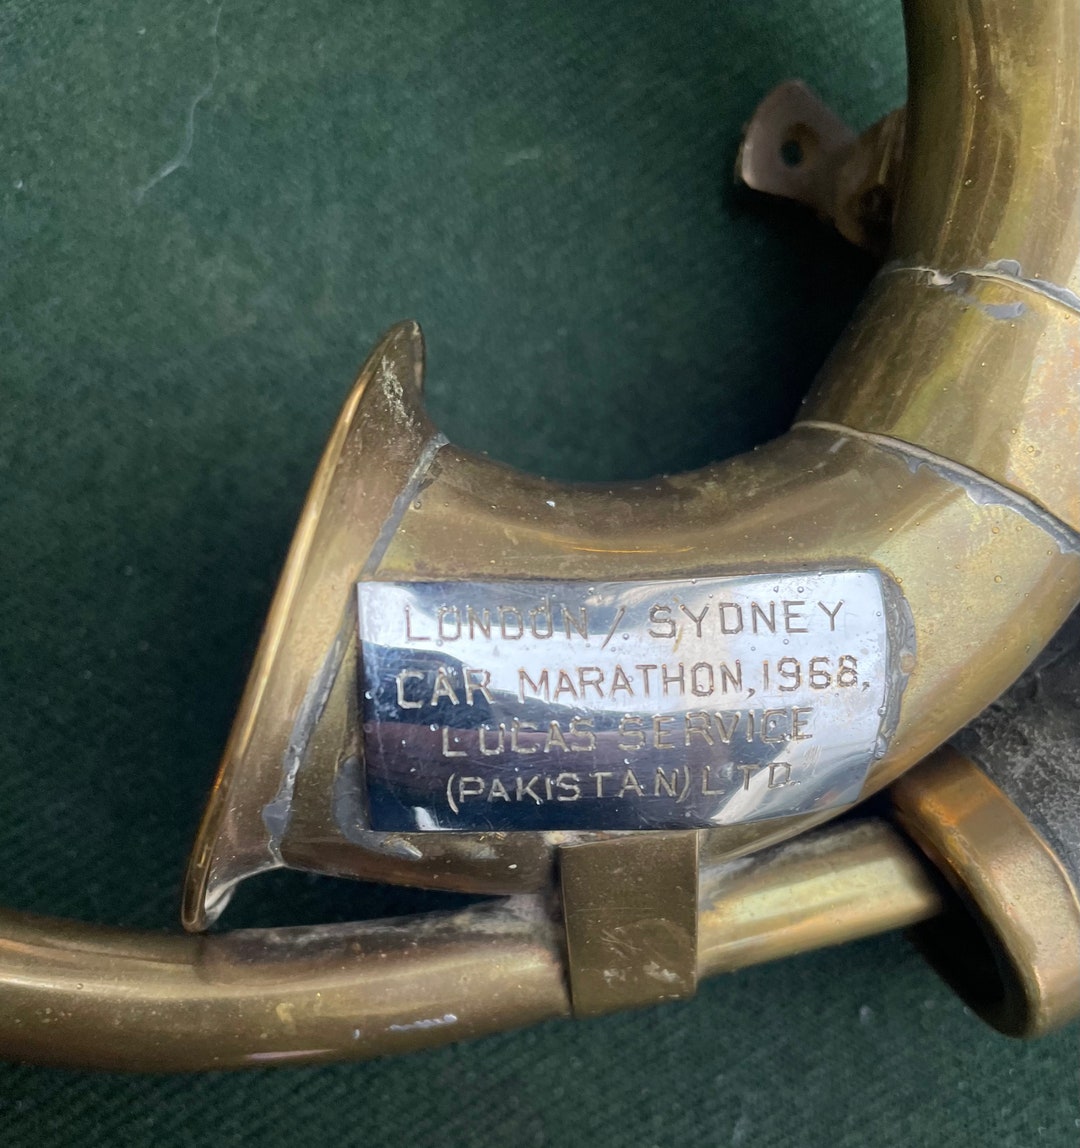 LONDON / SYDNEY
CAR MARATHON, 1968,
LUCAS SERVICE
(PAKISTAN) LTD.